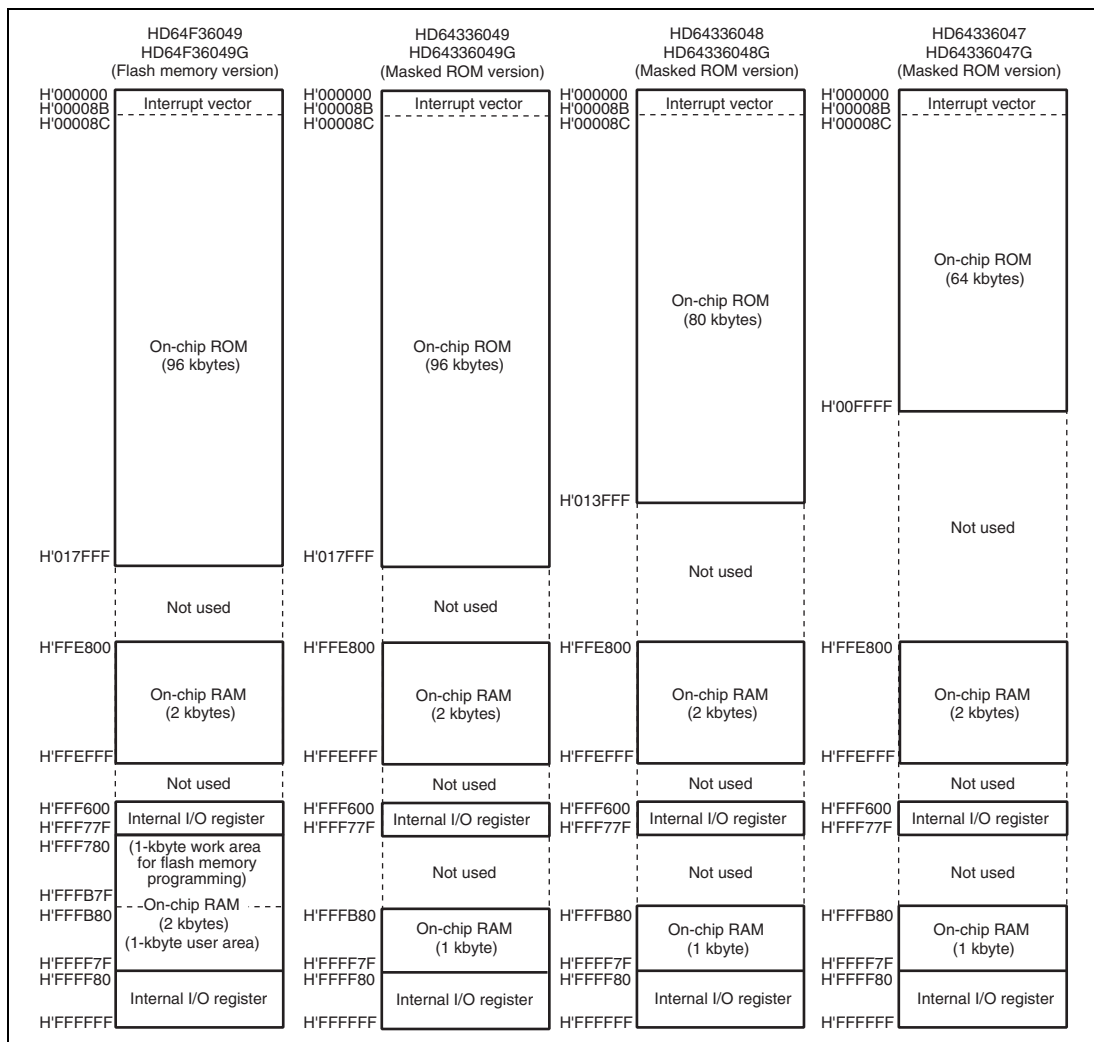 HD64F36049
HD64F36049G
(Flash memory version)
H'000000
H'00008B
H'00008C
Interrupt vector
On-chip ROM
(96 kbytes)
H'017FFF
Not used
H'FFE800
On-chip RAM
(2 kbytes)
H'FFEFFF
Not used
H'FFF600
H'FFF77F
Internal I/O register
H'FFF780
(1-kbyte work area
for flash memory
programming)
H'FFFB7F
On-chip RAM
H'FFFB80
(2 kbytes)
(1-kbyte user area)
H'FFFF7F
H'FFFF80
Internal I/O register
H'FFFFFF
HD64336049
HD64336049G
(Masked ROM version)
H'000000
H'00008B
H'00008C
Interrupt vector
On-chip ROM
(96 kbytes)
H'017FFF
Not used
H'FFE800
On-chip RAM
(2 kbytes)
H'FFEFFF
Not used
H'FFF600
H'FFF77F
Internal I/O register
Not used
H'FFFB80
On-chip RAM
(1 kbyte)
H'FFFF7F
H'FFFF80
Internal I/O register
H'FFFFFF
HD64336048
HD64336048G
(Masked ROM version)
H'000000
H'00008B
H'00008C
Interrupt vector
On-chip ROM
(80 kbytes)
H'013FFF
Not used
H'FFE800
On-chip RAM
(2 kbytes)
H'FFEFFF
Not used
H'FFF600
H'FFF77F
Internal I/O register
Not used
H'FFFB80
On-chip RAM
(1 kbyte)
H'FFFF7F
H'FFFF80
Internal I/O register
H'FFFFFF
HD64336047
HD64336047G
(Masked ROM version)
H'000000
H'00008B
H'00008C
Interrupt vector
On-chip ROM
(64 kbytes)
H'00FFFF
Not used
H'FFE800
On-chip RAM
(2 kbytes)
H'FFEFFF
Not used
H'FFF600
H'FFF77F
Internal I/O register
Not used
H'FFFB80
On-chip RAM
(1 kbyte)
H'FFFF7F
H'FFFF80
Internal I/O register
H'FFFFFF